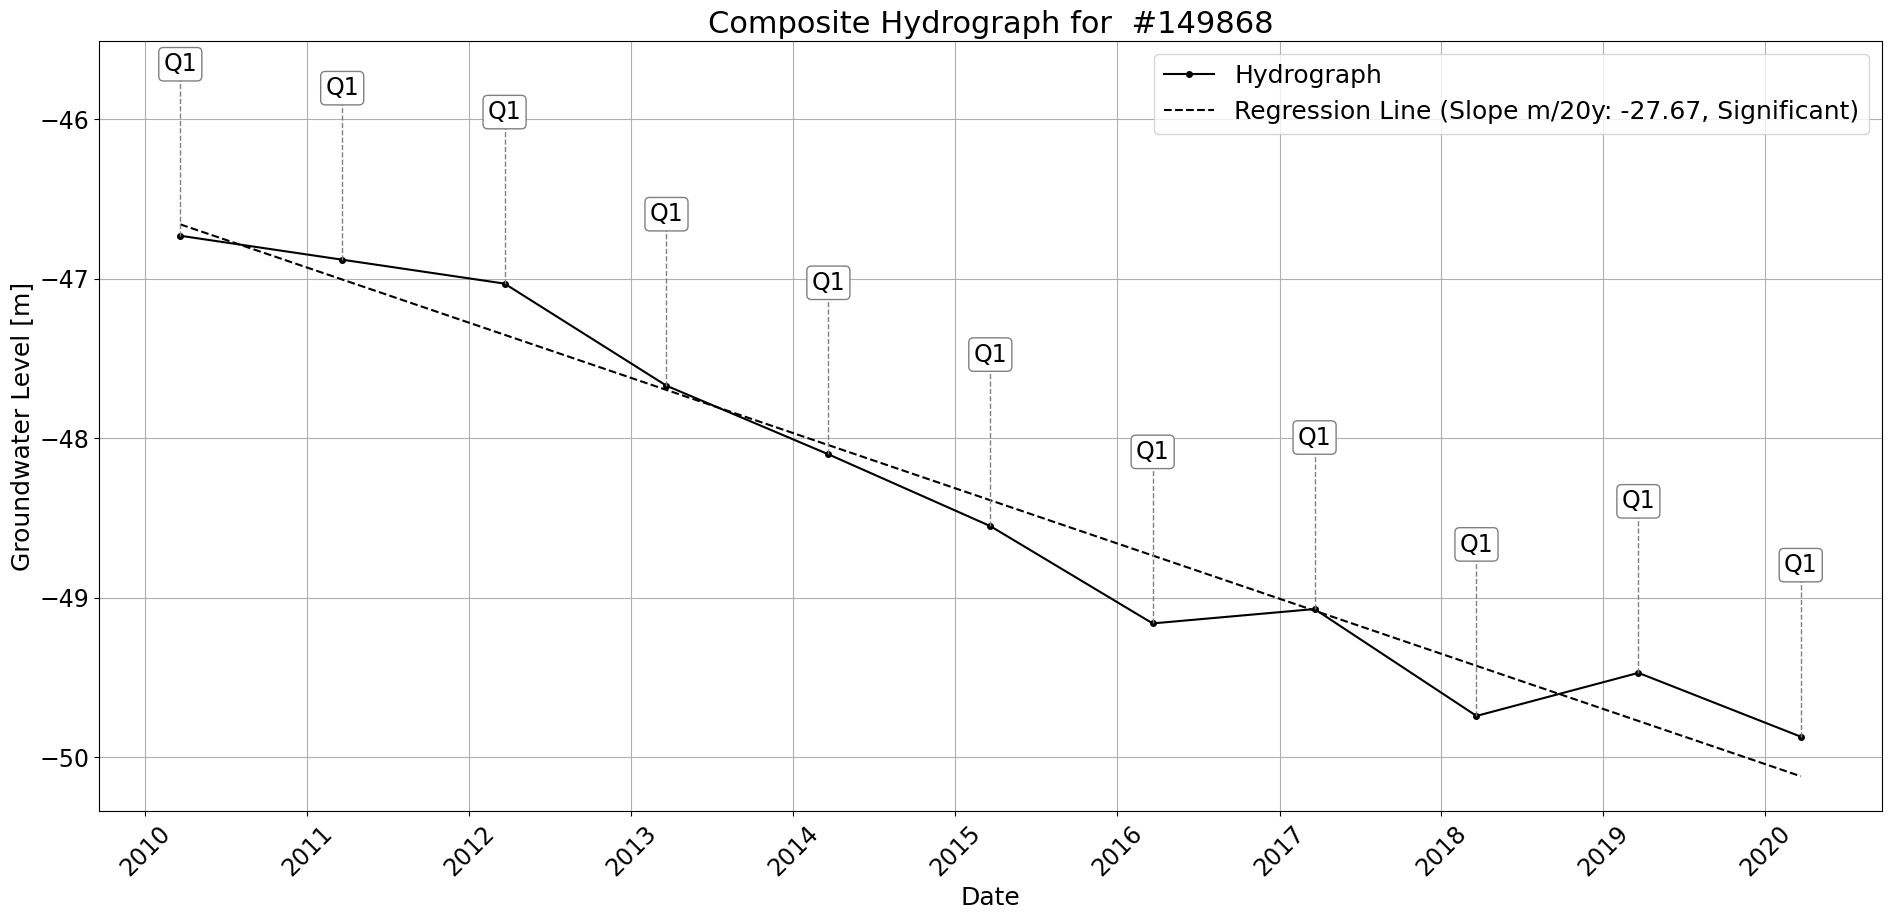 Composite Hydrograph for  #149868
Hydrograph
Regression Line (Slope m/20y: -27.67, Significant)
Q1
Q1
Q1
Q1
Q1
Q1
Q1
Q1
Q1
Q1
Q1
Groundwater Level [m]
−46
−47
−48
−49
−50
2010
2011
2012
2013
2014
2015
2016
2017
2018
2019
2020
Date